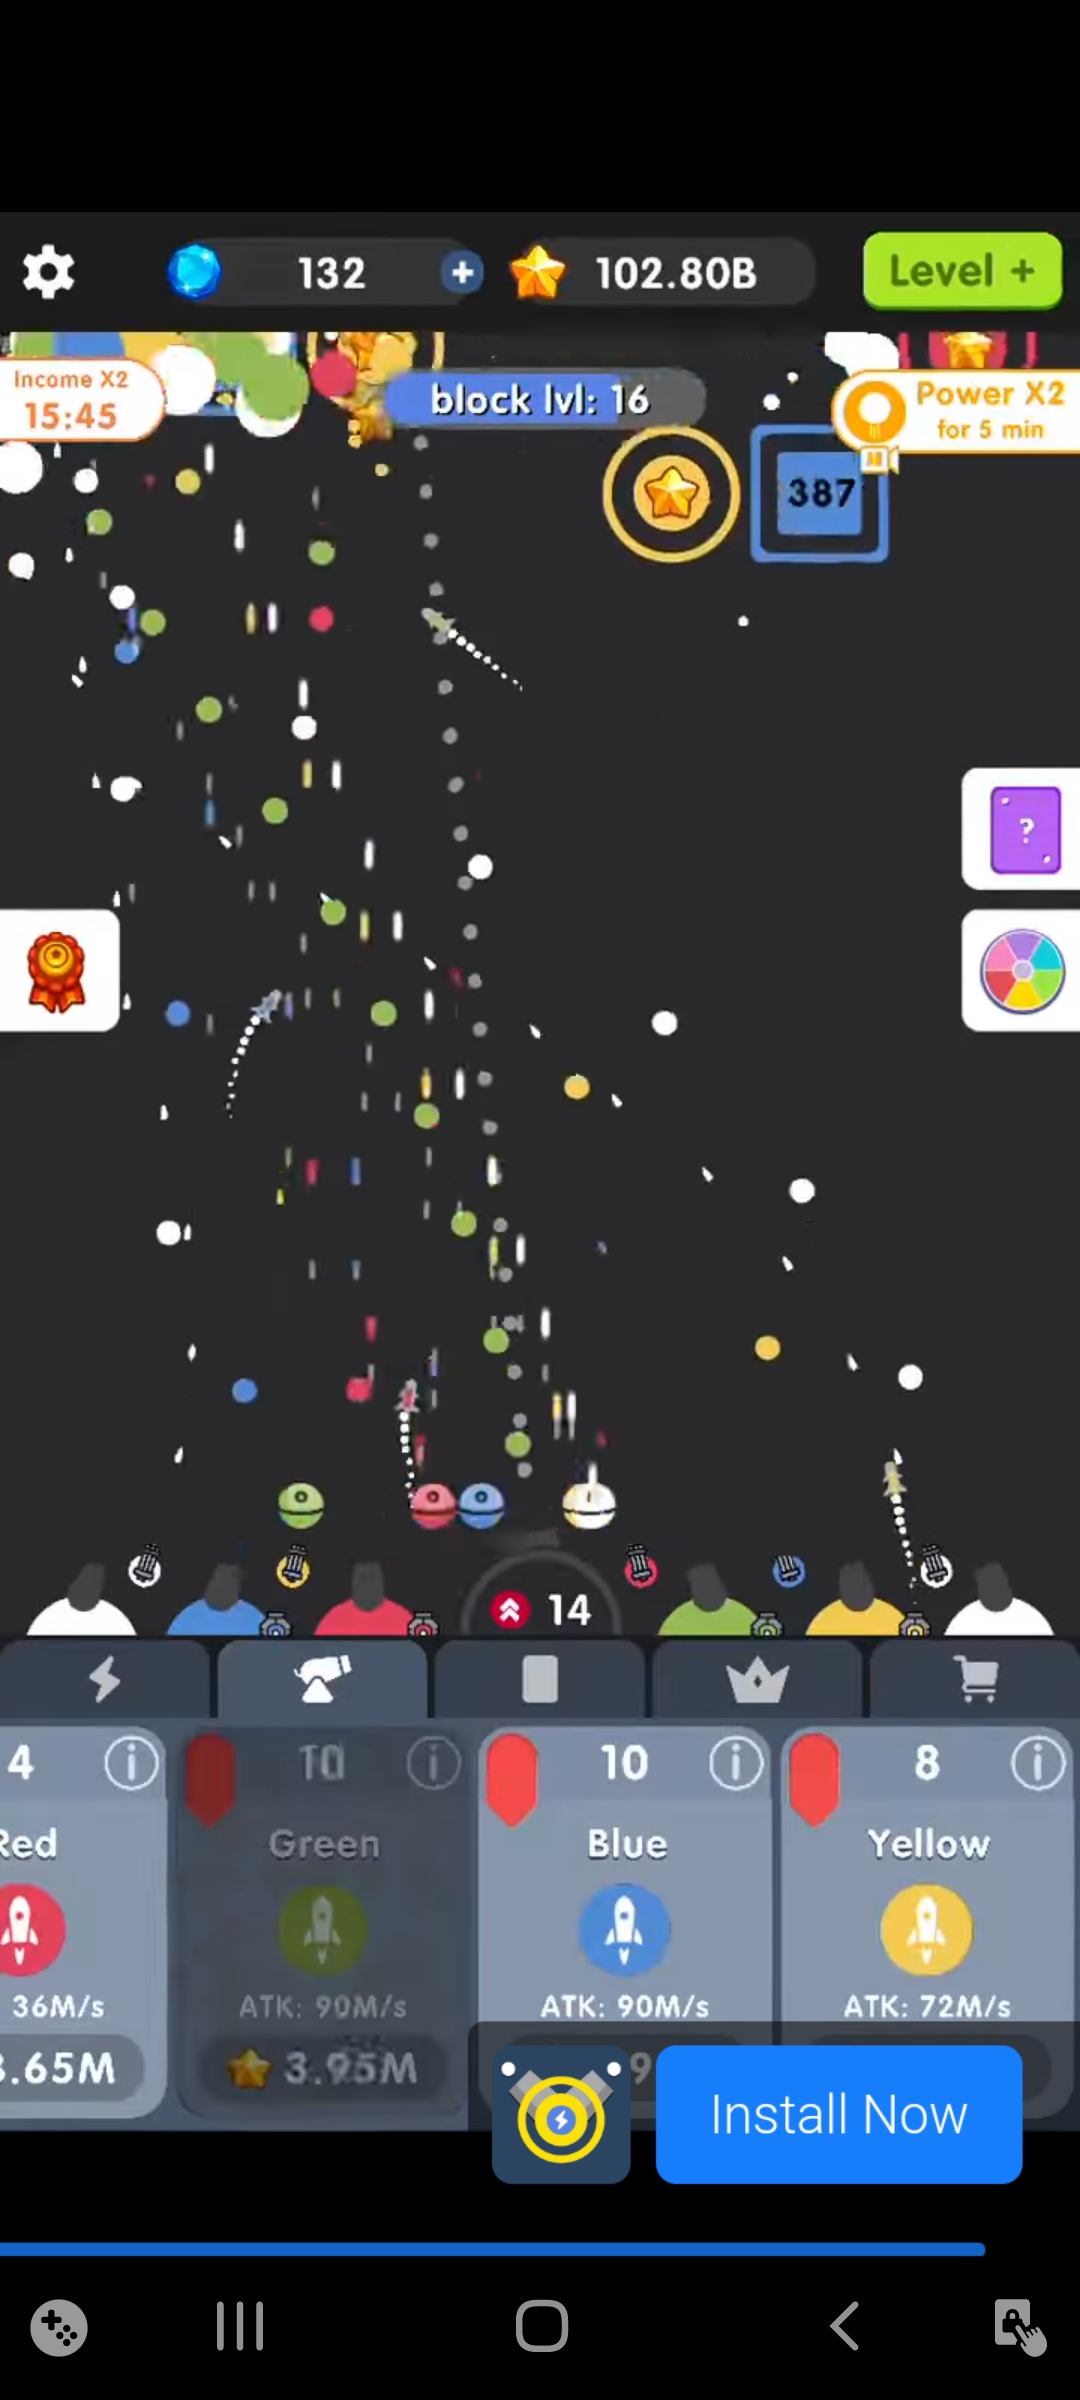 132
102.80B
Level +
Income X2
15:45
block lvl: 16
Power X2
for 5 min
387
?
14
4
10
10
8
Red
Green
Blue
Yellow
36M/s
ATK: 90M/s
ATK: 90M/s
ATK: 72M/s
3.65M
3.95M
9
Install Now